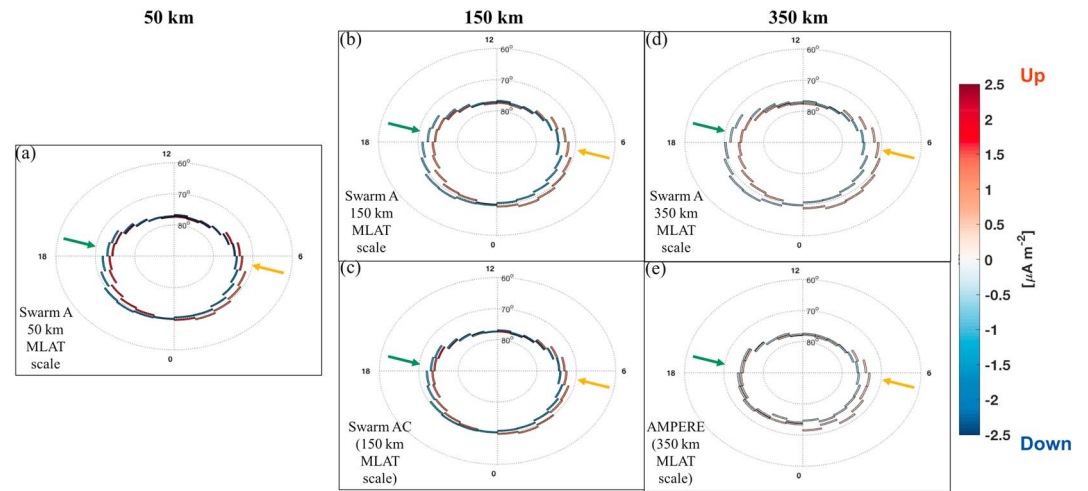 50 km
150 km
350 km
(a)
12
60°
70°
80°
18
6
0
Swarm A
50 km
MLAT
scale
(b)
12
60°
70°
80°
18
6
0
Swarm A
150 km
MLAT
scale
(c)
12
60°
70°
80°
18
6
0
Swarm AC
(150 km
MLAT
scale)
(d)
12
60°
70°
80°
18
6
0
Swarm A
350 km
MLAT
scale
(e)
12
60°
70°
80°
18
6
0
AMPERE
(350 km
MLAT
scale)
Up
2.5
2
1.5
1
0.5
0
-0.5
-1
-1.5
-2
-2.5
[μA m⁻²]
Down